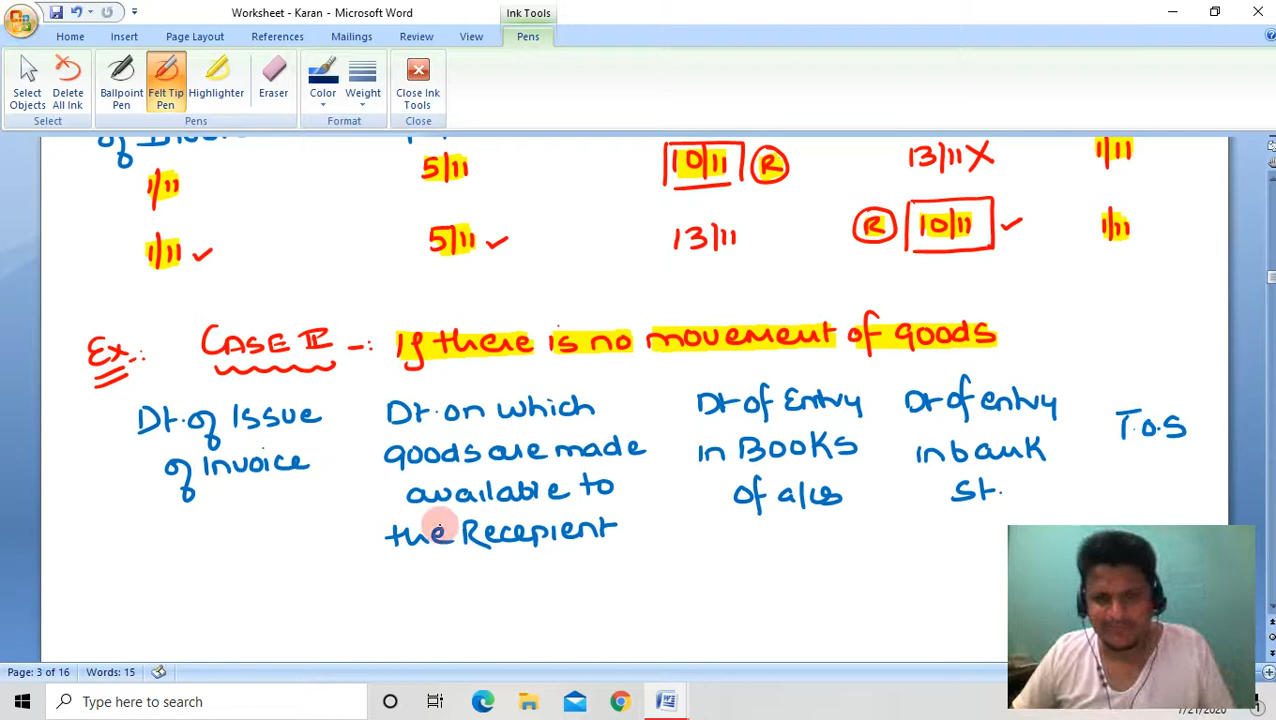 Worksheet - Karan - Microsoft Word
Ink Tools
Home Insert Page Layout References Mailings Review View Pens
Select Objects
Delete All Ink
Ballpoint Pen
Felt Tip Pen
Highlighter
Eraser
Color
Weight
Close Ink Tools
Select Pens Format Close
of Invoice
1/11 5/11 10/11 R 13/11 X 1/11
1/11 ✓ 5/11 ✓ 13/11 R 10/11 ✓ 1/11
Ex-: CASE II -: If there is no movement of goods
Dt. of Issue of Invoice
Dt. on which goods are made available to the Recepient
Dt of Entry in Books of a/cs
Dt of entry in bank St.
T.O.S
Page: 3 of 16 Words: 15
Type here to search
7/21/2020